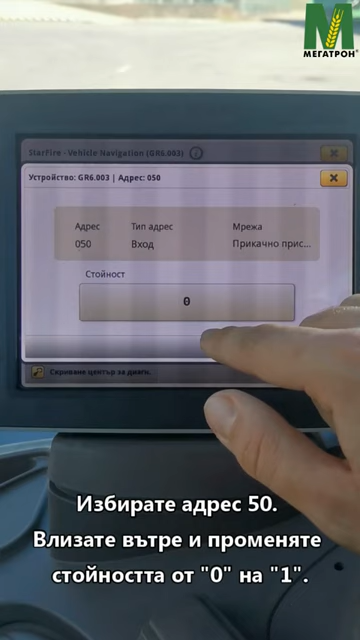 МЕГАТРОН
StarFire - Vehicle Navigation (GR6.003)
Устройство: GR6.003 | Адрес: 050
Адрес Тип адрес Мрежа
050 Вход Прикачно прис...
Стойност
0
Скриване център за диагн.
Избирате адрес 50.
Влизате вътре и променяте
стойността от "0" на "1".